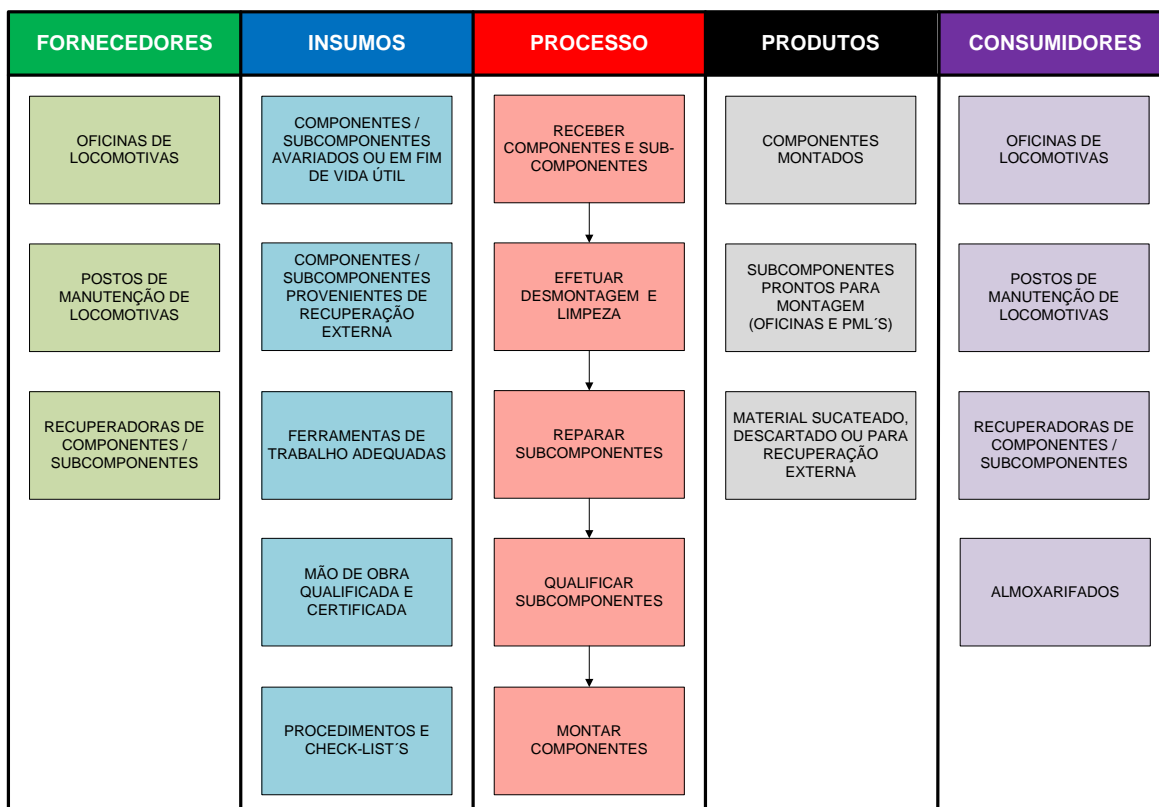 FORNECEDORES
INSUMOS
PROCESSO
PRODUTOS
CONSUMIDORES
OFICINAS DE
LOCOMOTIVAS
POSTOS DE
MANUTENÇÃO DE
LOCOMOTIVAS
RECUPERADORAS DE
COMPONENTES /
SUBCOMPONENTES
COMPONENTES /
SUBCOMPONENTES
AVARIADOS OU EM FIM
DE VIDA ÚTIL
COMPONENTES /
SUBCOMPONENTES
PROVENIENTES DE
RECUPERAÇÃO
EXTERNA
FERRAMENTAS DE
TRABALHO ADEQUADAS
MÃO DE OBRA
QUALIFICADA E
CERTIFICADA
PROCEDIMENTOS E
CHECK-LIST´S
RECEBER
COMPONENTES E SUB-
COMPONENTES
EFETUAR
DESMONTAGEM E
LIMPEZA
REPARAR
SUBCOMPONENTES
QUALIFICAR
SUBCOMPONENTES
MONTAR
COMPONENTES
COMPONENTES
MONTADOS
SUBCOMPONENTES
PRONTOS PARA
MONTAGEM
(OFICINAS E PML´S)
MATERIAL SUCATEADO,
DESCARTADO OU PARA
RECUPERAÇÃO
EXTERNA
OFICINAS DE
LOCOMOTIVAS
POSTOS DE
MANUTENÇÃO DE
LOCOMOTIVAS
RECUPERADORAS DE
COMPONENTES /
SUBCOMPONENTES
ALMOXARIFADOS